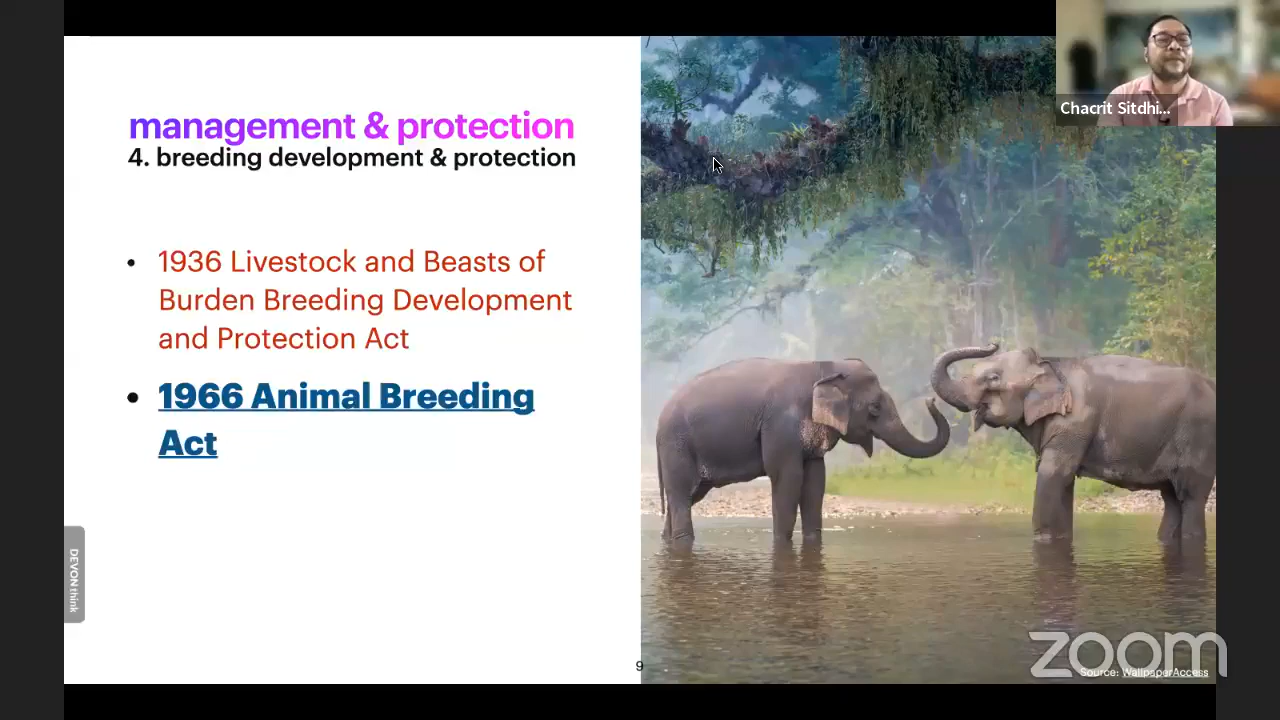 Chacrit Sitdhi...
management & protection
4. breeding development & protection
• 1936 Livestock and Beasts of
Burden Breeding Development
and Protection Act
• 1966 Animal Breeding
Act
DEVONthink
9
zoom
Source: WallpaperAccess